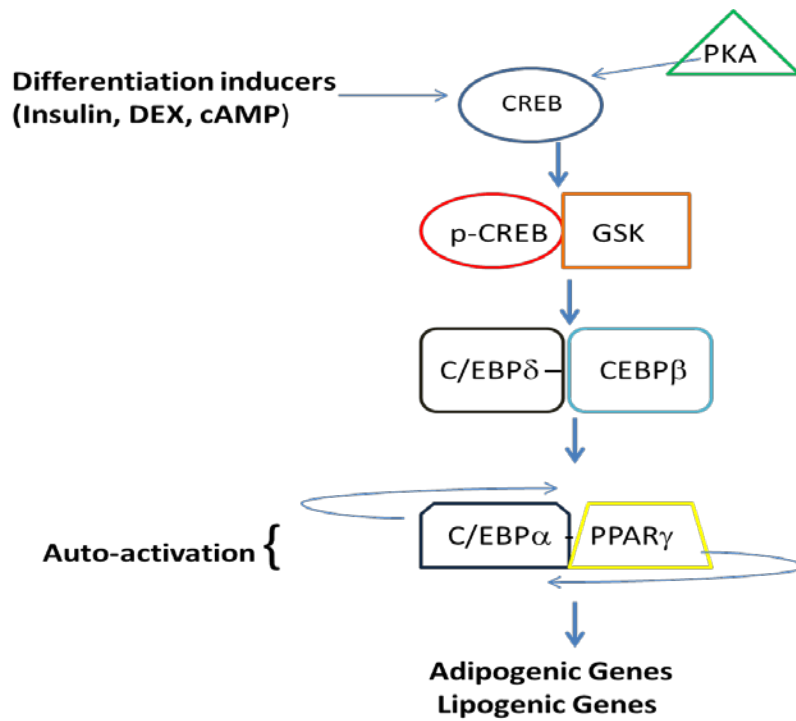 PKA
Differentiation inducers
(Insulin, DEX, cAMP)
CREB
p-CREB GSK
C/EBPδ CEBPβ
C/EBPα - PPARγ
Auto-activation {
Adipogenic Genes
Lipogenic Genes